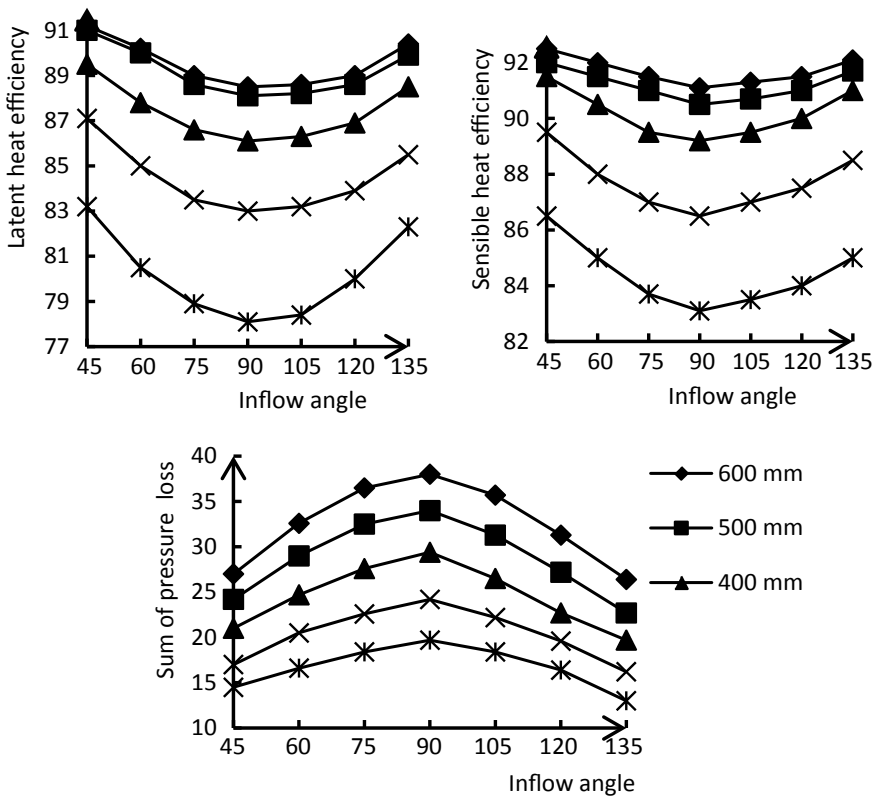 Latent heat efficiency
91
89
87
85
83
81
79
77
45 60 75 90 105 120 135
Inflow angle
Sensible heat efficiency
92
90
88
86
84
82
45 60 75 90 105 120 135
Inflow angle
Sum of pressure loss
40
35
30
25
20
15
10
45 60 75 90 105 120 135
Inflow angle
600 mm
500 mm
400 mm